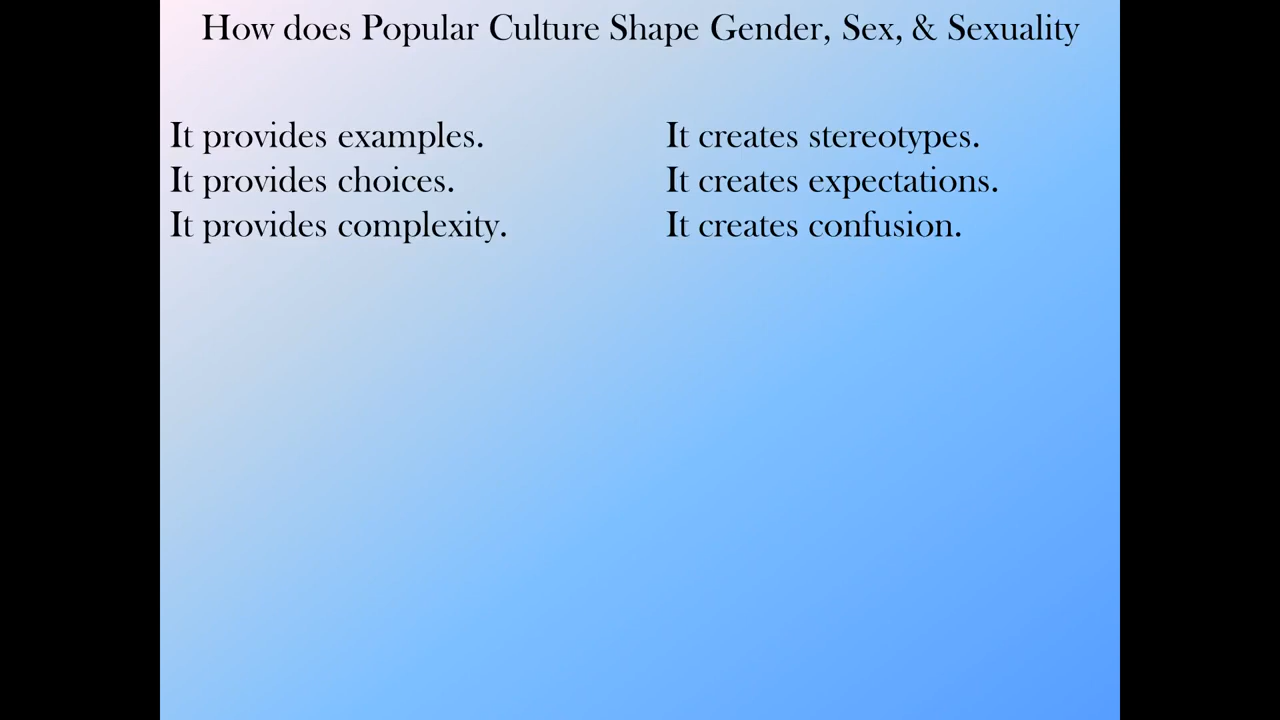 How does Popular Culture Shape Gender, Sex, & Sexuality
It provides examples.
It provides choices.
It provides complexity.
It creates stereotypes.
It creates expectations.
It creates confusion.